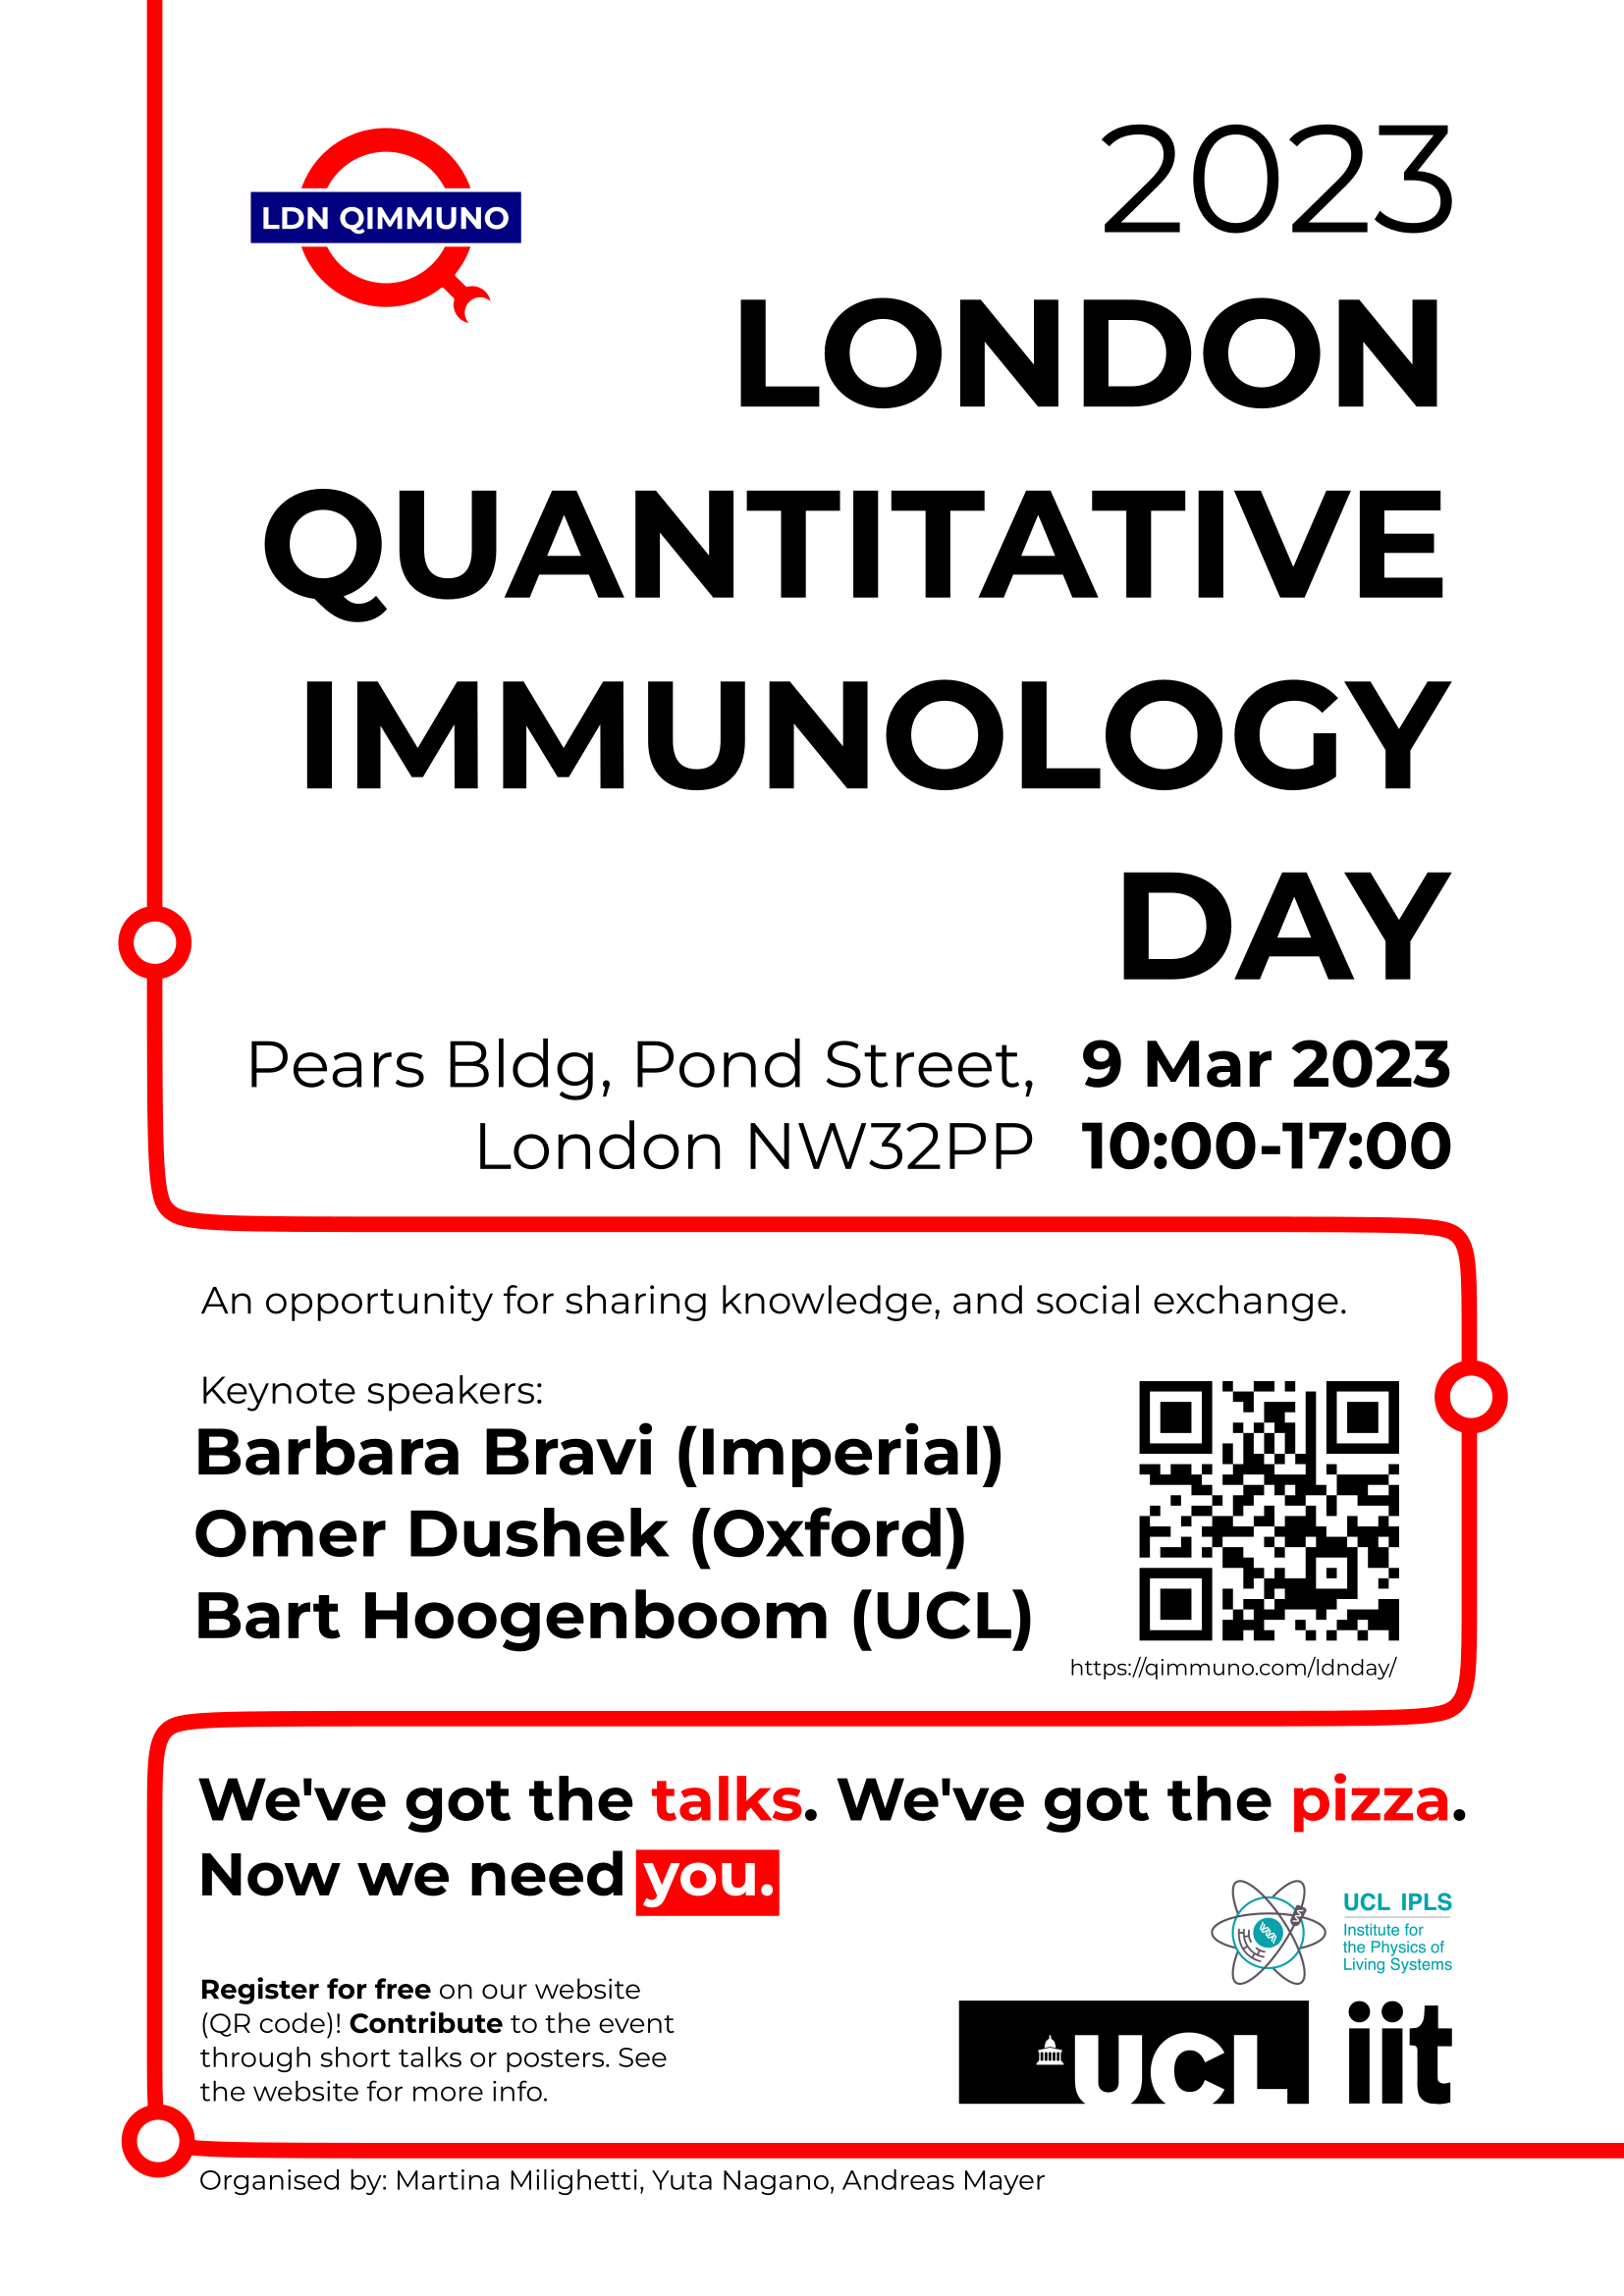 2023
LDN QIMMUNO
LONDON
QUANTITATIVE
IMMUNOLOGY
DAY
Pears Bldg, Pond Street,
London NW32PP
9 Mar 2023
10:00-17:00
An opportunity for sharing knowledge, and social exchange.
Keynote speakers:
Barbara Bravi (Imperial)
Omer Dushek (Oxford)
Bart Hoogenboom (UCL)
https://qimmuno.com/ldnday/
We've got the talks. We've got the pizza.
Now we need you.
UCL IPLS
Institute for
the Physics of
Living Systems
Register for free on our website
(QR code)! Contribute to the event
through short talks or posters. See
the website for more info.
UCL
iit
Organised by: Martina Milighetti, Yuta Nagano, Andreas Mayer